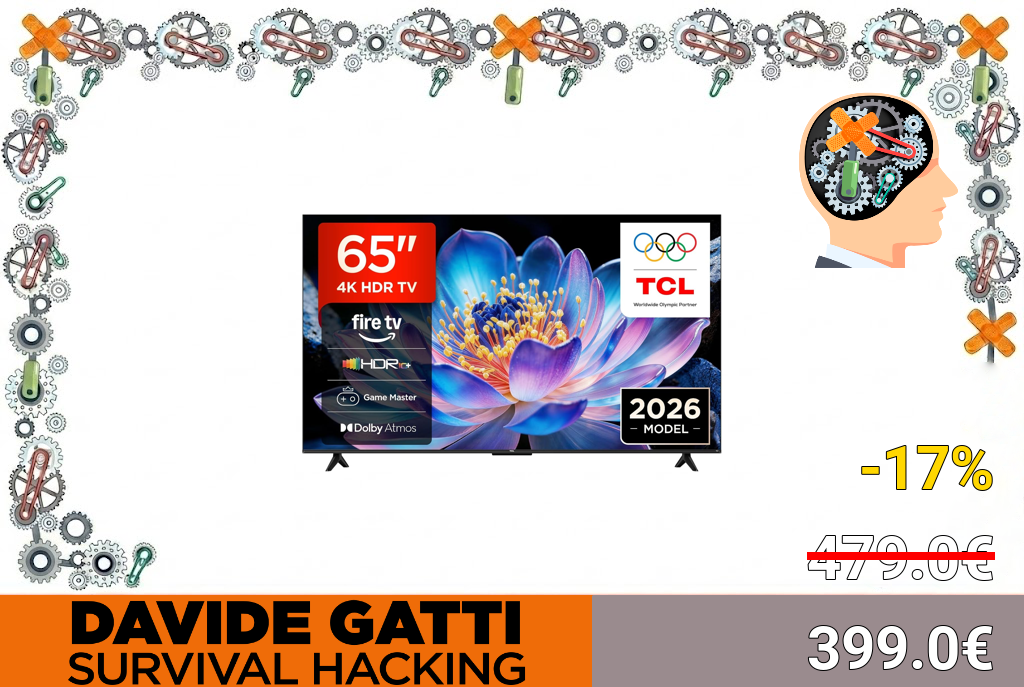 65"
4K HDR TV
fire tv
HDR10+
Game Master
Dolby Atmos
TCL
Worldwide Olympic Partner
2026
MODEL
-17%
479.0€
399.0€
DAVIDE GATTI
SURVIVAL HACKING